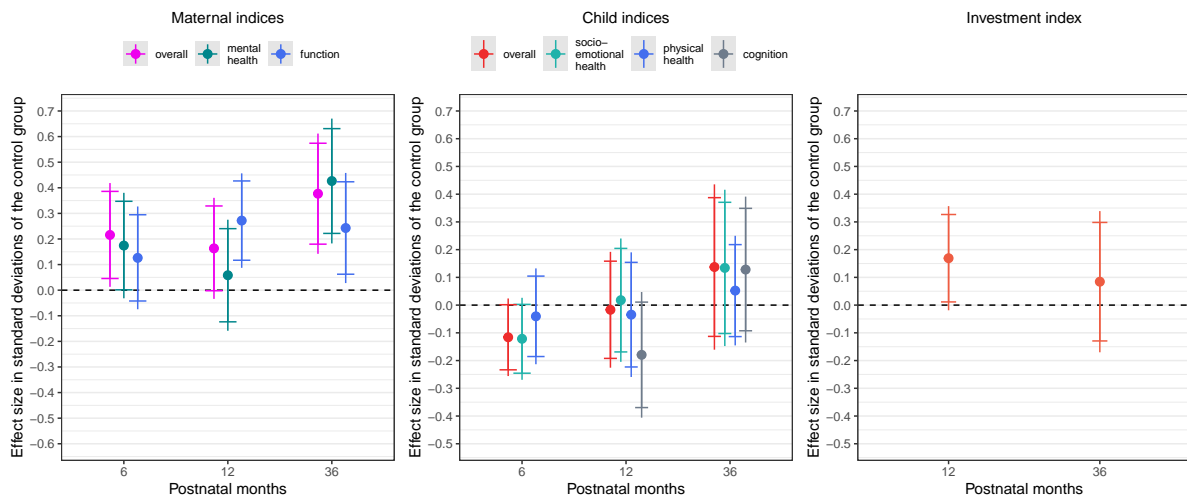 Maternal indices
overall
mental
health
function
Effect size in standard deviations of the control group
0.7
0.6
0.5
0.4
0.3
0.2
0.1
0.0
−0.1
−0.2
−0.3
−0.4
−0.5
−0.6
6
12
36
Postnatal months
Child indices
overall
socio−
emotional
health
physical
health
cognition
Effect size in standard deviations of the control group
0.7
0.6
0.5
0.4
0.3
0.2
0.1
0.0
−0.1
−0.2
−0.3
−0.4
−0.5
6
12
36
Postnatal months
Investment index
Effect size in standard deviations of the control group
0.7
0.6
0.5
0.4
0.3
0.2
0.1
0.0
−0.1
−0.2
−0.3
−0.4
−0.5
12
36
Postnatal months